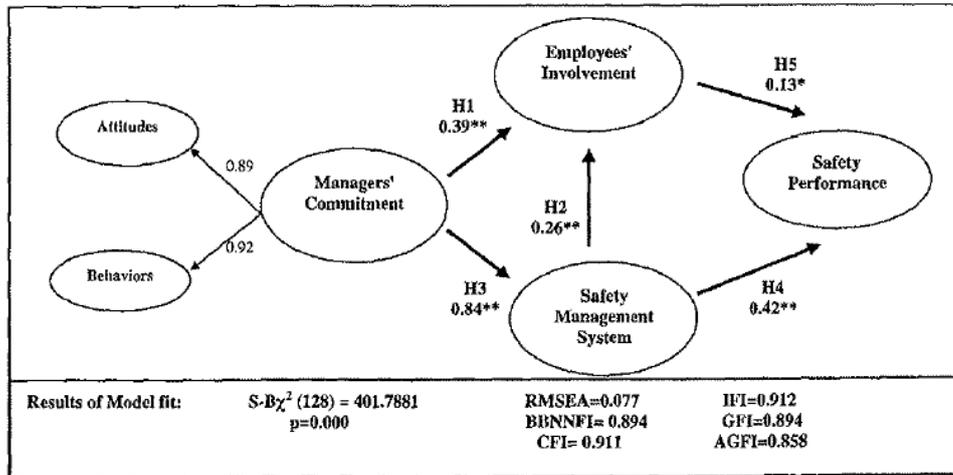 Employees'
Involvement
H5
0.13*
H1
0.39**
Attitudes
0.89
Managers'
Commitment
Safety
Performance
H2
0.26**
0.92
Behaviors
H3
0.84**
Safety
Management
System
H4
0.42**
Results of Model fit: S-Bχ² (128) = 401.7881 RMSEA=0.077 IFI=0.912
p=0.000 BBNNFI= 0.894 GFI=0.894
CFI= 0.911 AGFI=0.858